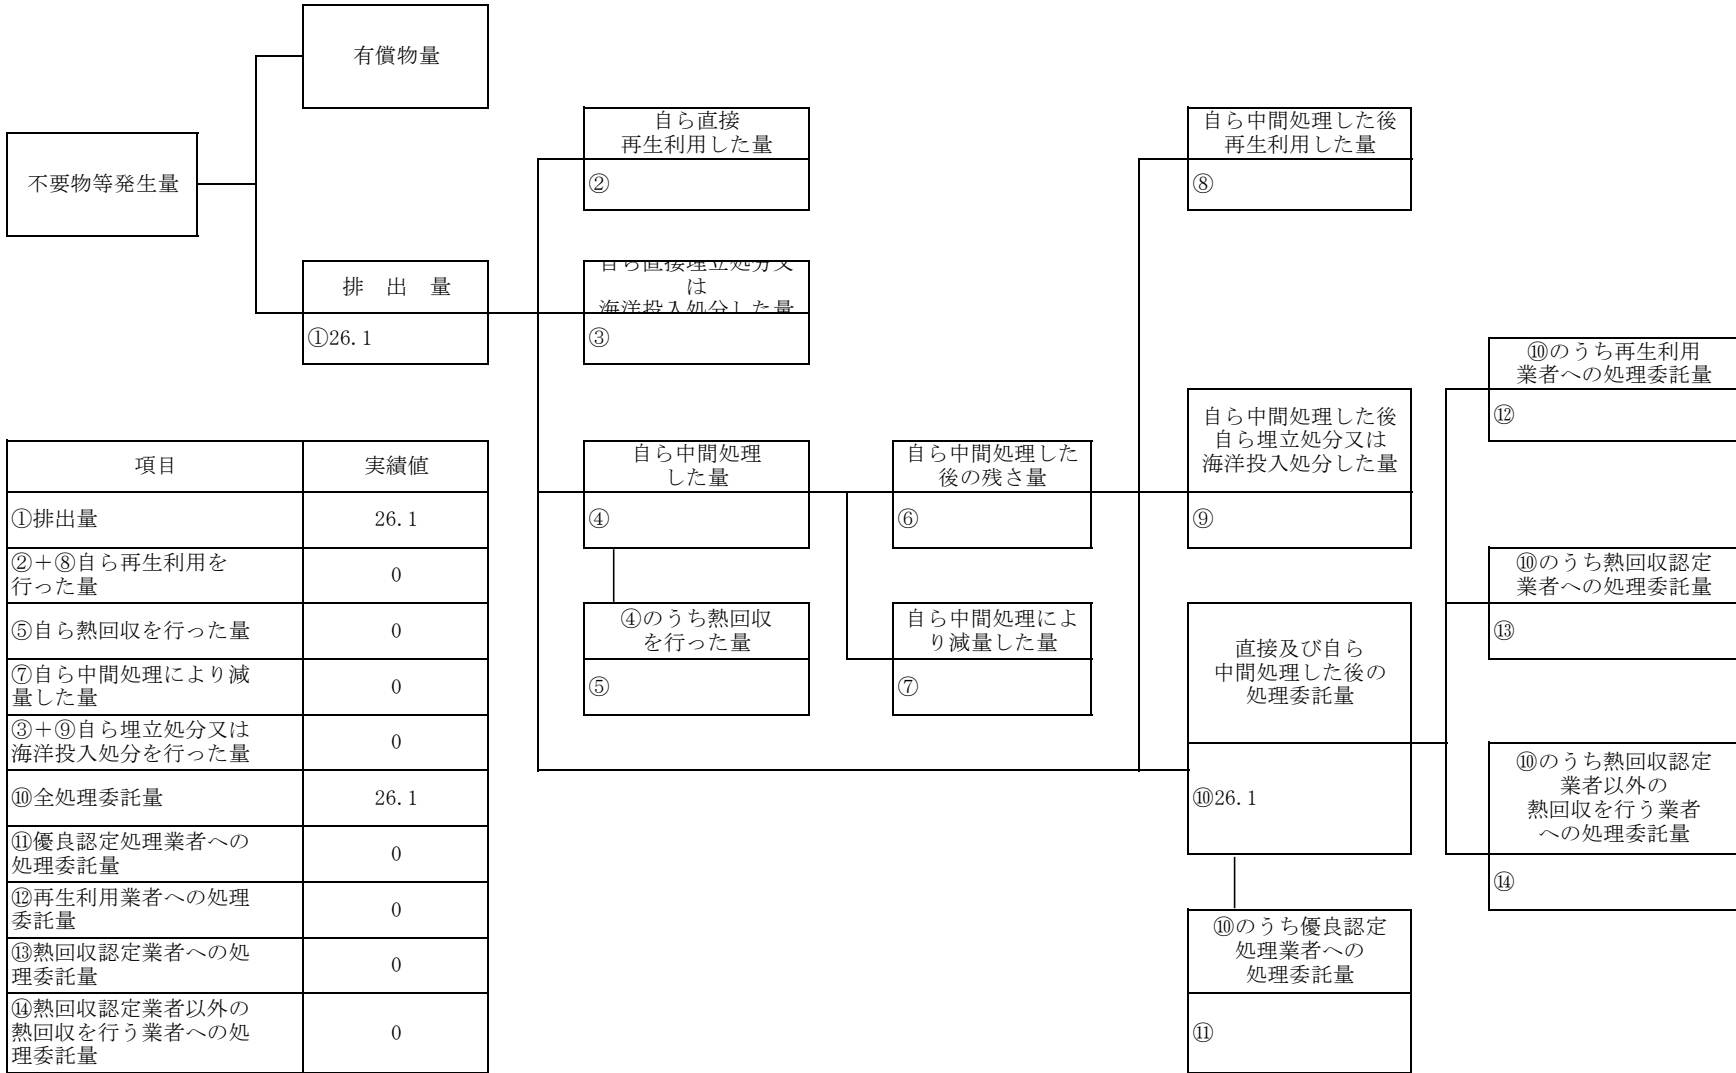 有償物量
不要物等発生量
排　出　量
①26.1
自ら直接
再生利用した量
②
自ら直接埋立処分又
は
海洋投入処分した量
③
自ら中間処理
した量
④
④のうち熱回収
を行った量
⑤
自ら中間処理した
後の残さ量
⑥
自ら中間処理によ
り減量した量
⑦
自ら中間処理した後
再生利用した量
⑧
自ら中間処理した後
自ら埋立処分又は
海洋投入処分した量
⑨
直接及び自ら
中間処理した後の
処理委託量
⑩26.1
⑩のうち優良認定
処理業者への
処理委託量
⑪
⑩のうち再生利用
業者への処理委託量
⑫
⑩のうち熱回収認定
業者への処理委託量
⑬
⑩のうち熱回収認定
業者以外の
熱回収を行う業者
への処理委託量
⑭
項目 実績値
①排出量 26.1
②＋⑧自ら再生利用を
行った量 0
⑤自ら熱回収を行った量 0
⑦自ら中間処理により減
量した量 0
③＋⑨自ら埋立処分又は
海洋投入処分を行った量 0
⑩全処理委託量 26.1
⑪優良認定処理業者への
処理委託量 0
⑫再生利用業者への処理
委託量 0
⑬熱回収認定業者への処
理委託量 0
⑭熱回収認定業者以外の
熱回収を行う業者への処
理委託量 0